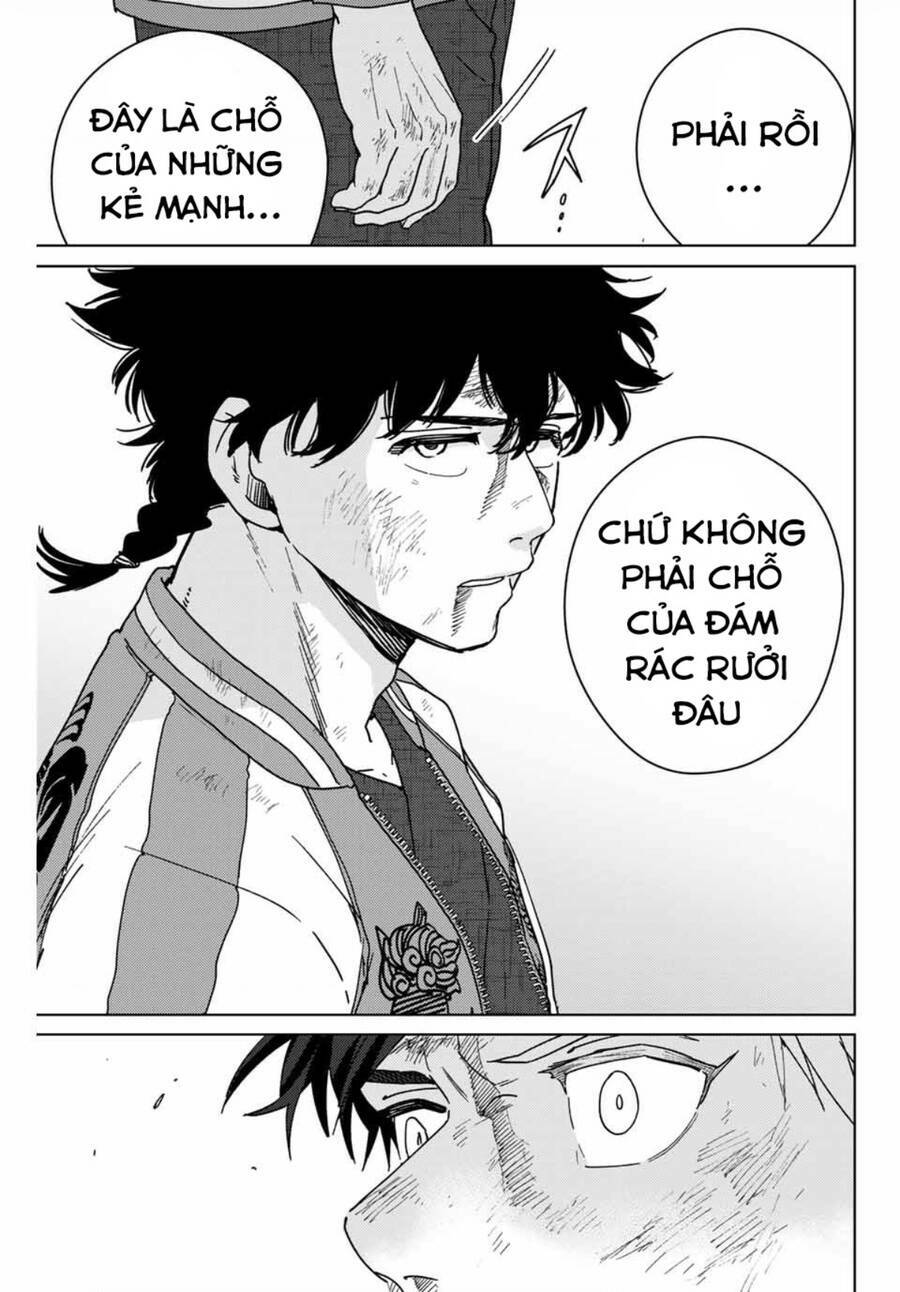 PHẢI RỒI
...
ĐÂY LÀ CHỖ
CỦA NHỮNG
KẺ MẠNH...
CHỨ KHÔNG
PHẢI CHỖ
CỦA ĐÁM
RÁC RƯỞI
ĐÂU